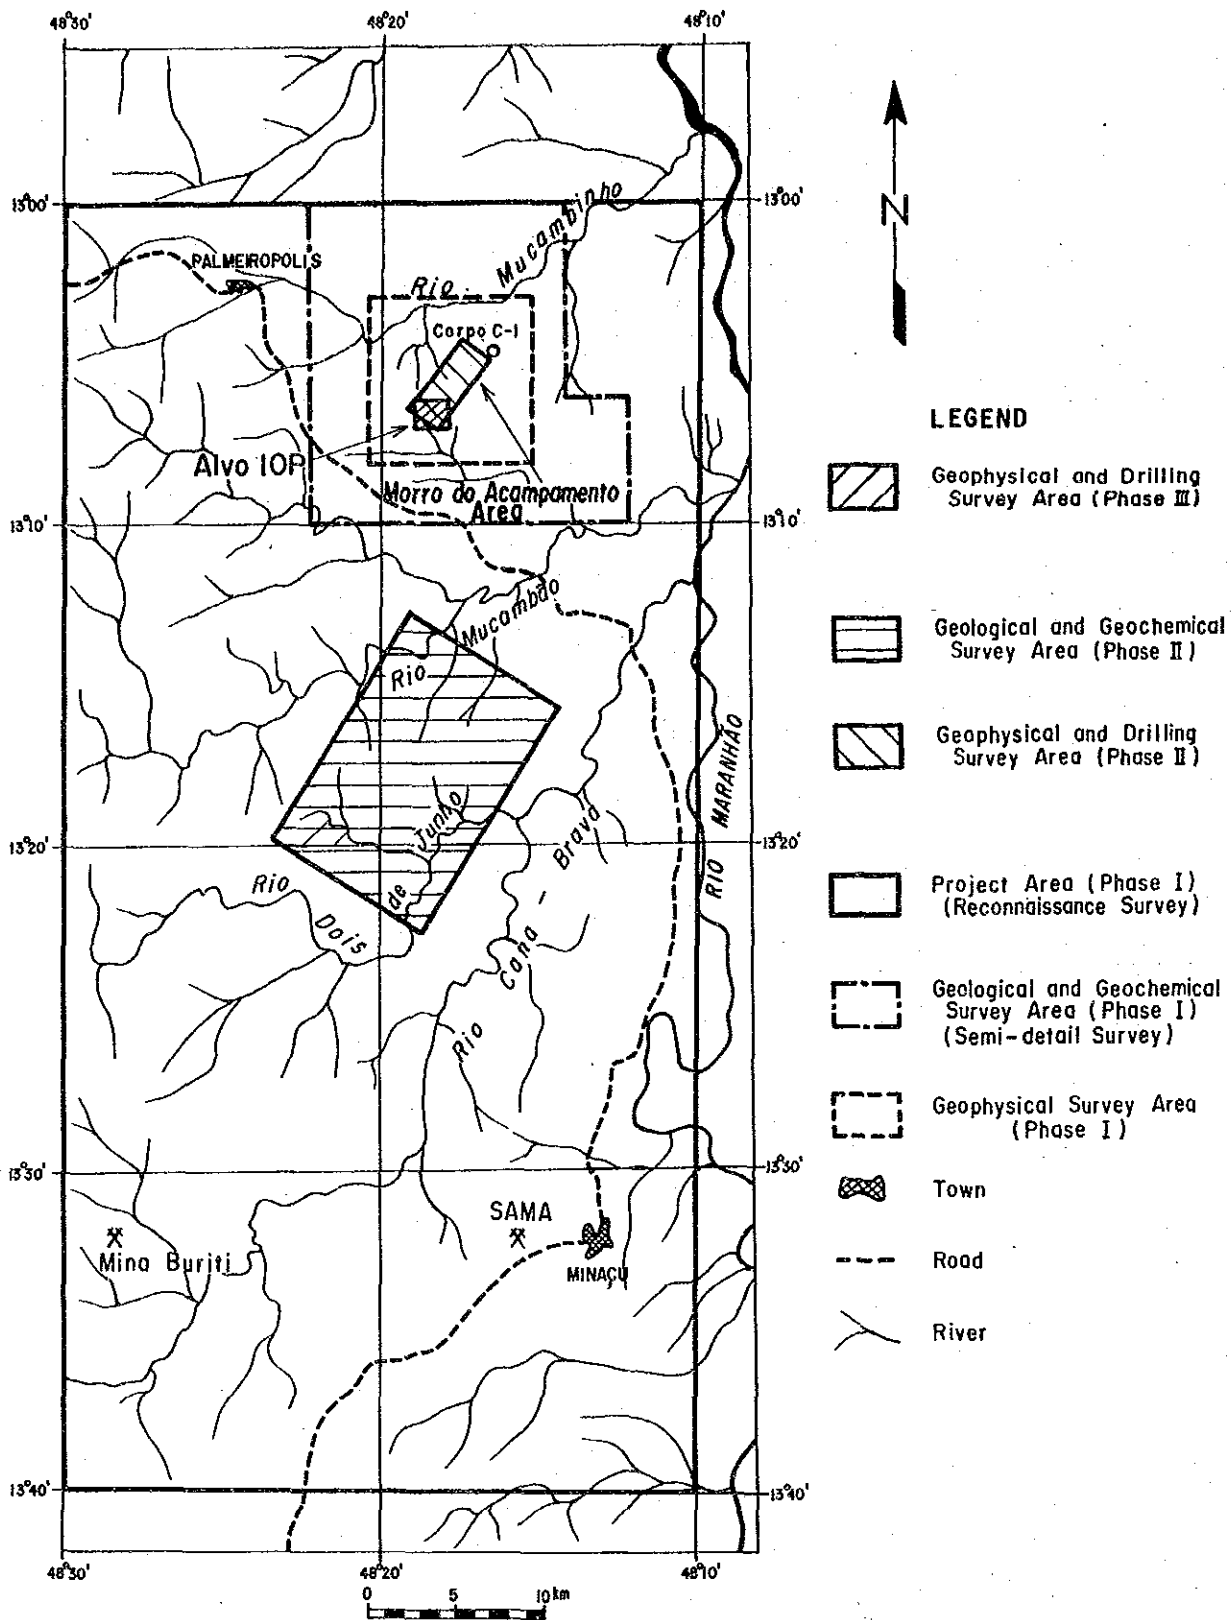 48°30'
48°20'
48°10'
13°00'
13°00'
PALMEIROPOLIS
Rio Mucambinho
Corpo C-1
N
LEGEND
Alvo IOP
Morro do Acampamento
Area
Geophysical and Drilling
Survey Area (Phase III)
13°10'
13°10'
Rio Mucambão
Geological and Geochemical
Survey Area (Phase II)
Geophysical and Drilling
Survey Area (Phase II)
RIO MARANHÃO
13°20'
13°20'
Rio Dois de Junho
Rio Cana - Brava
Project Area (Phase I)
(Reconnaissance Survey)
Geological and Geochemical
Survey Area (Phase I)
(Semi-detail Survey)
Geophysical Survey Area
(Phase I)
13°30'
13°30'
Town
SAMA
Mina Buriti
MINAÇU
Road
River
13°40'
13°40'
48°30'
48°20'
48°10'
0 5 10km